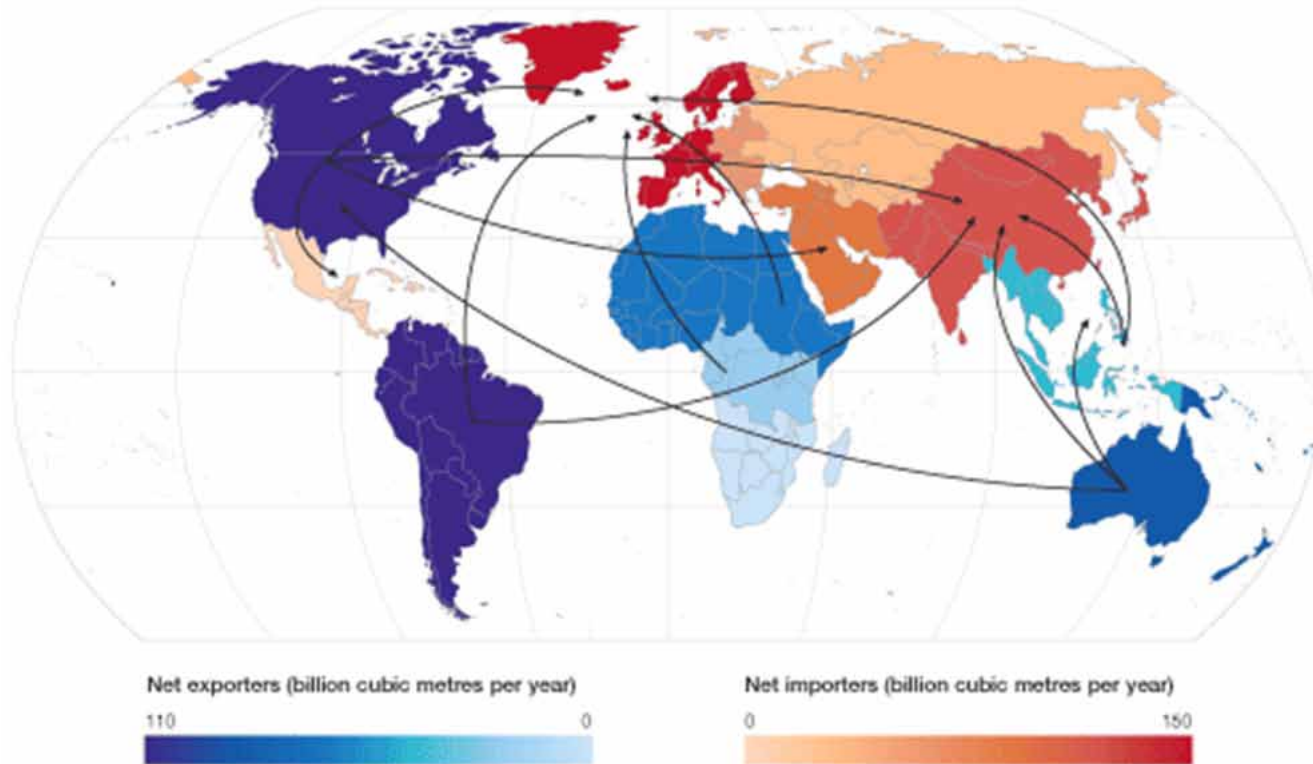 Net exporters (billion cubic metres per year)
110 0
Net importers (billion cubic metres per year)
0 150